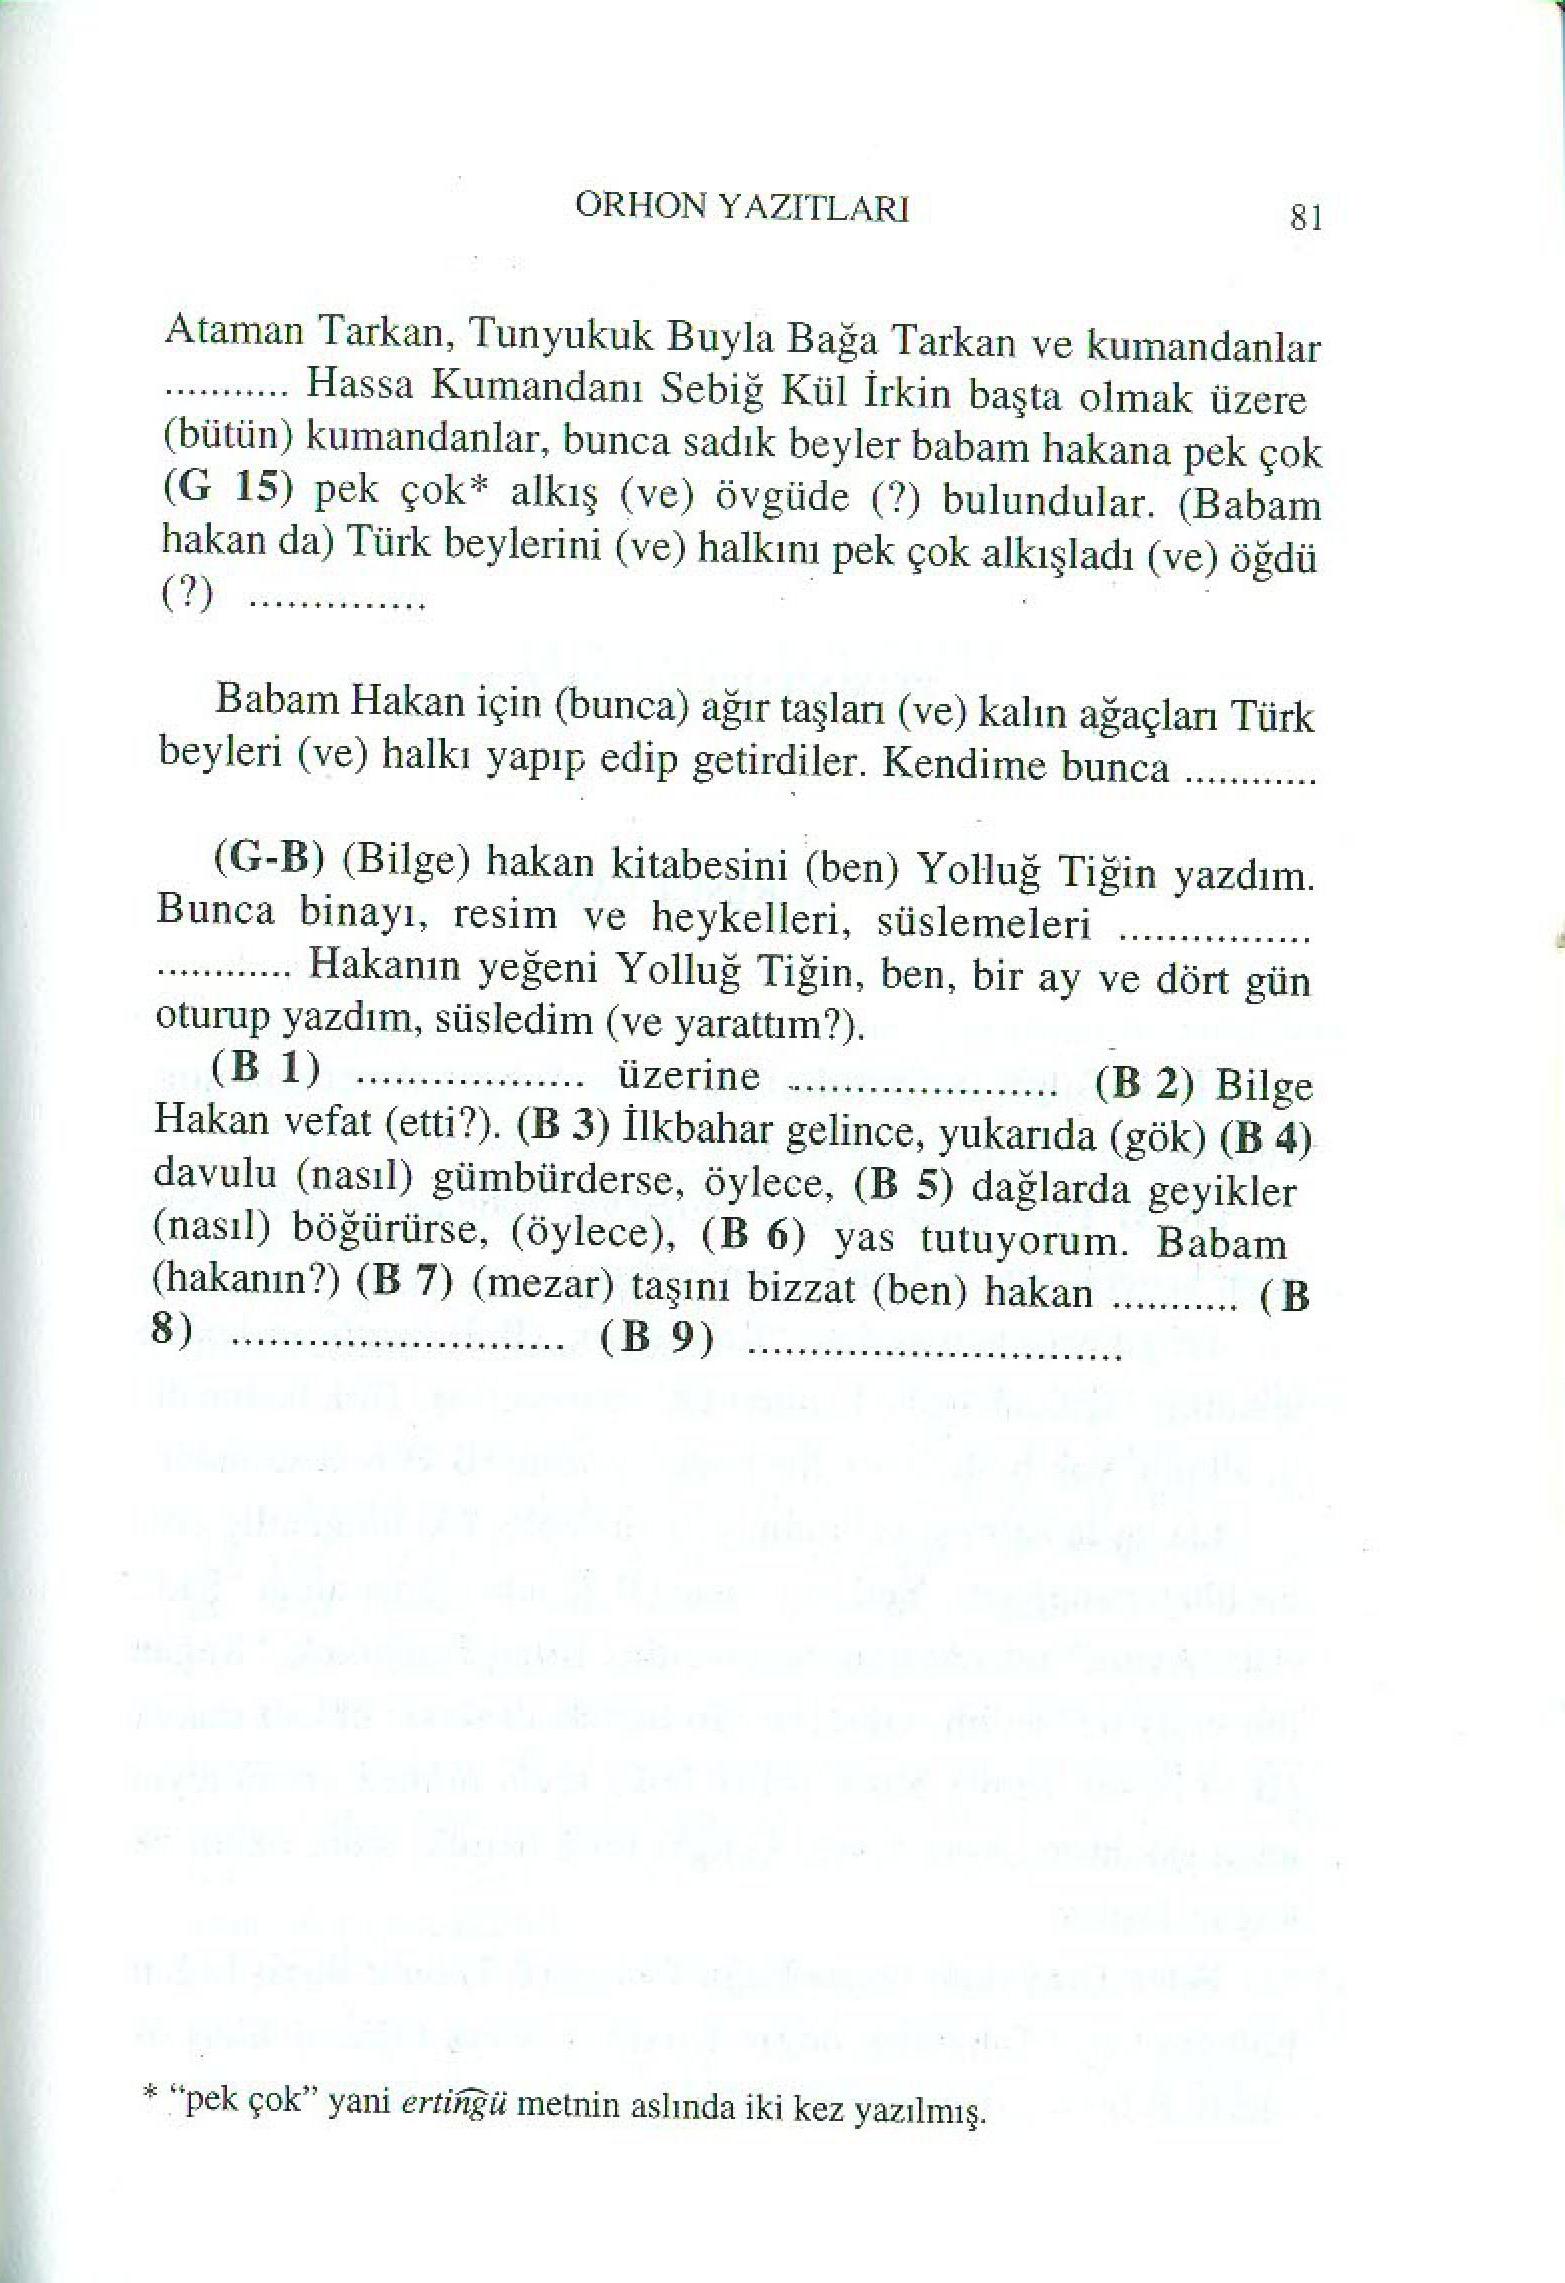 ORHON YAZITLARI 81
Ataman Tarkan, Tunyukuk Buyla Bağa Tarkan ve kumandanlar
............ Hassa Kumandanı Sebiğ Kül İrkin başta olmak üzere
(bütün) kumandanlar, bunca sadık beyler babam hakana pek çok
(G 15) pek çok* alkış (ve) övgüde (?) bulundular. (Babam
hakan da) Türk beylerini (ve) halkını pek çok alkışladı (ve) öğdü
(?) ...............
Babam Hakan için (bunca) ağır taşları (ve) kalın ağaçları Türk
beyleri (ve) halkı yapıp edip getirdiler. Kendime bunca ............
(G-B) (Bilge) hakan kitabesini (ben) Yolluğ Tiğin yazdım.
Bunca binayı, resim ve heykelleri, süslemeleri ................
............ Hakanın yeğeni Yolluğ Tiğin, ben, bir ay ve dört gün
oturup yazdım, süsledim (ve yarattım?).
(B 1) .................. üzerine ...................... (B 2) Bilge
Hakan vefat (etti?). (B 3) İlkbahar gelince, yukarıda (gök) (B 4)
davulu (nasıl) gümbürderse, öylece, (B 5) dağlarda geyikler
(nasıl) böğürürse, (öylece), (B 6) yas tutuyorum. Babam
(hakanın?) (B 7) (mezar) taşını bizzat (ben) hakan ........... (B
8) ........................... (B 9) ..............................
* “pek çok” yani ertiñgü metnin aslında iki kez yazılmış.